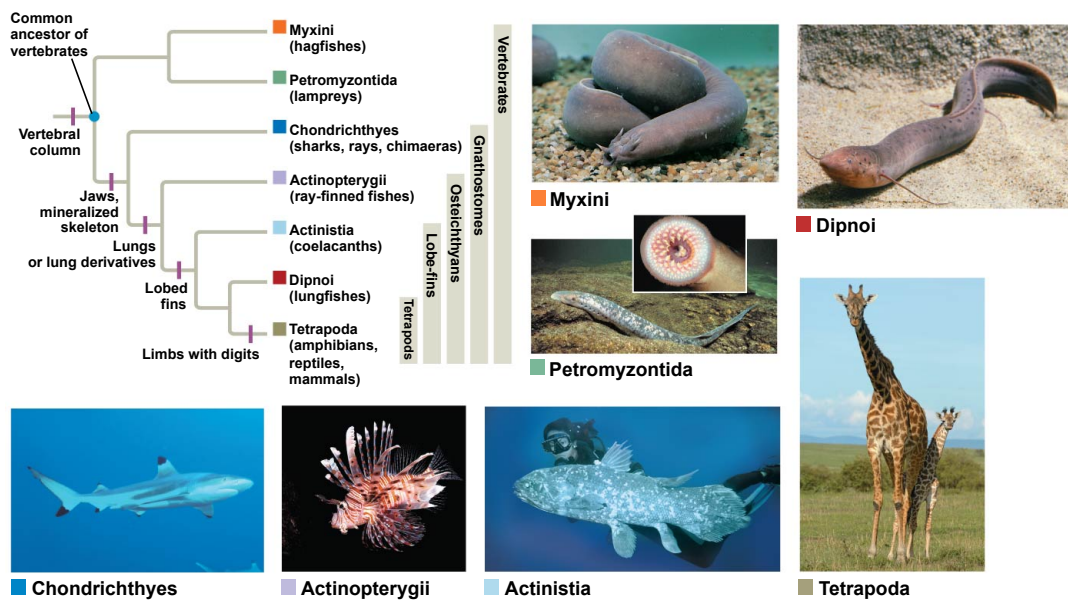 Common
ancestor of
vertebrates
Vertebral
column
Jaws,
mineralized
skeleton
Lungs
or lung derivatives
Lobed
fins
Limbs with digits
Myxini
(hagfishes)
Petromyzontida
(lampreys)
Chondrichthyes
(sharks, rays, chimaeras)
Actinopterygii
(ray-finned fishes)
Actinistia
(coelacanths)
Dipnoi
(lungfishes)
Tetrapoda
(amphibians,
reptiles,
mammals)
Tetrapods
Lobe-fins
Osteichthyans
Gnathostomes
Vertebrates
Myxini
Dipnoi
Petromyzontida
Chondrichthyes
Actinopterygii
Actinistia
Tetrapoda